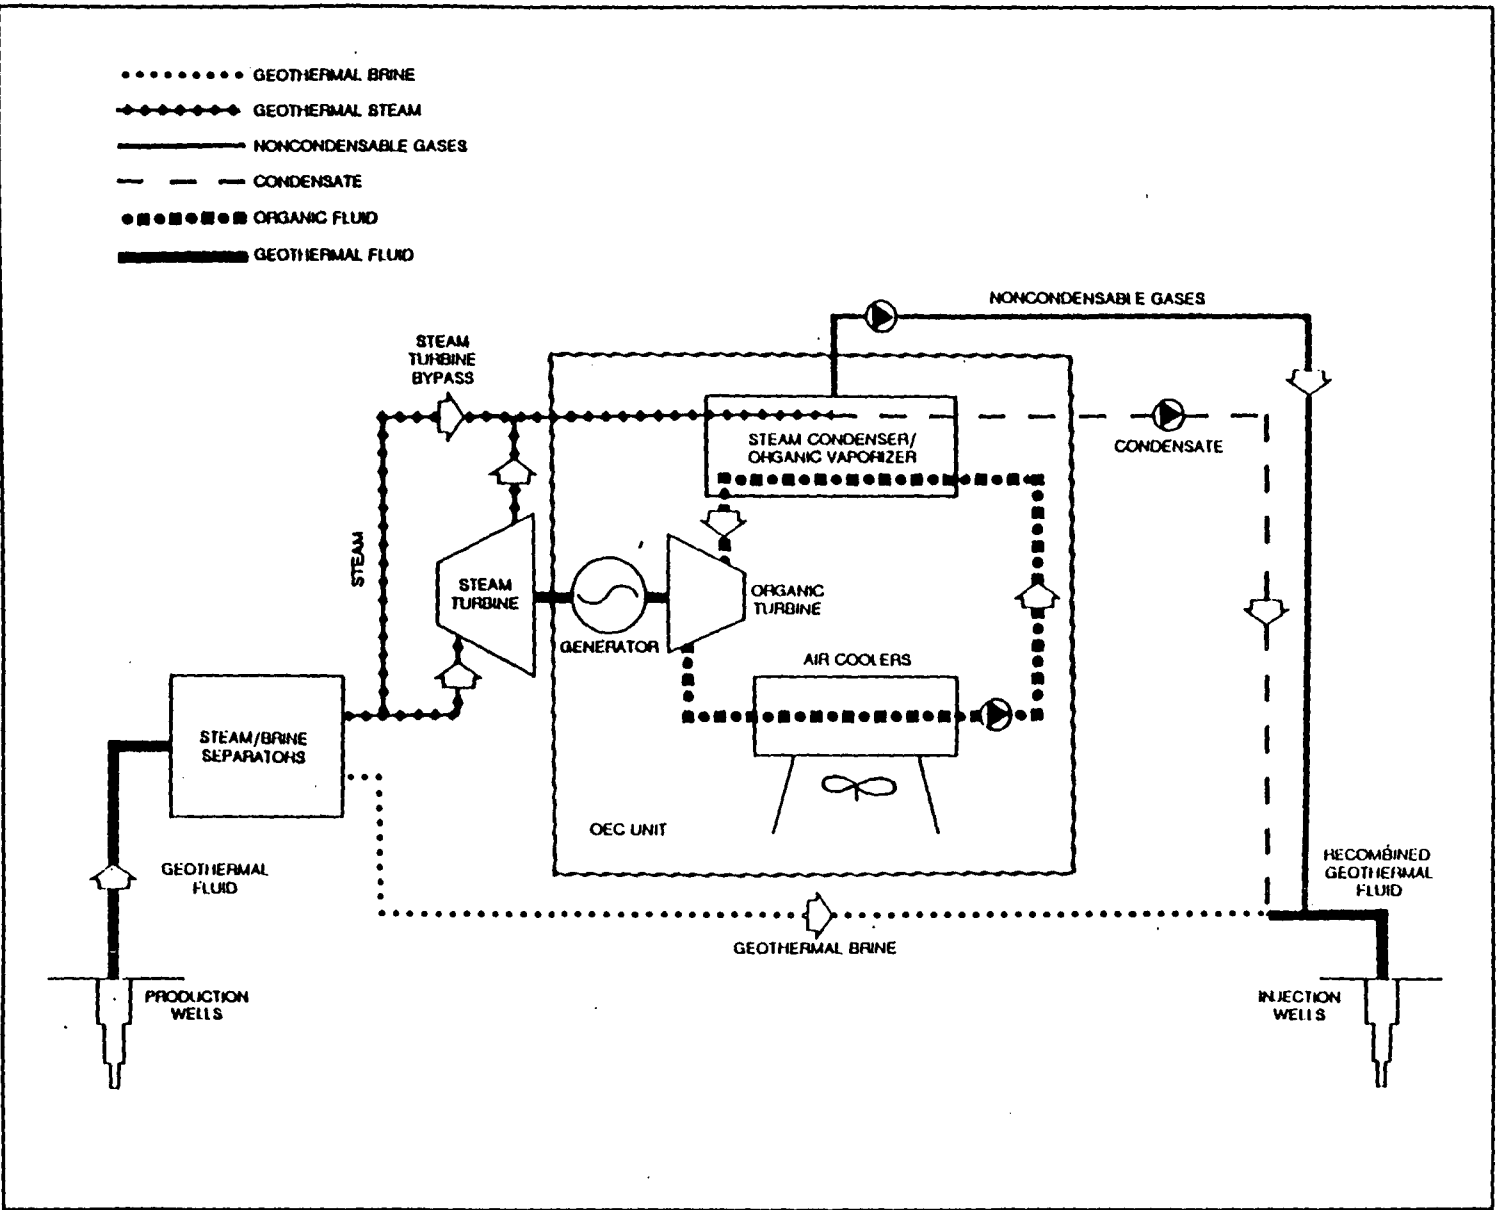 GEOTHERMAL BRINE
GEOTHERMAL STEAM
NONCONDENSABLE GASES
CONDENSATE
ORGANIC FLUID
GEOTHERMAL FLUID
NONCONDENSABLE GASES
STEAM
TURBINE
BYPASS
STEAM CONDENSER/
ORGANIC VAPORIZER
CONDENSATE
STEAM
STEAM
TURBINE
ORGANIC
TURBINE
GENERATOR
AIR COOLERS
STEAM/BRINE
SEPARATORS
OEC UNIT
GEOTHERMAL
FLUID
RECOMBINED
GEOTHERMAL
FLUID
GEOTHERMAL BRINE
PRODUCTION
WELLS
INJECTION
WELLS